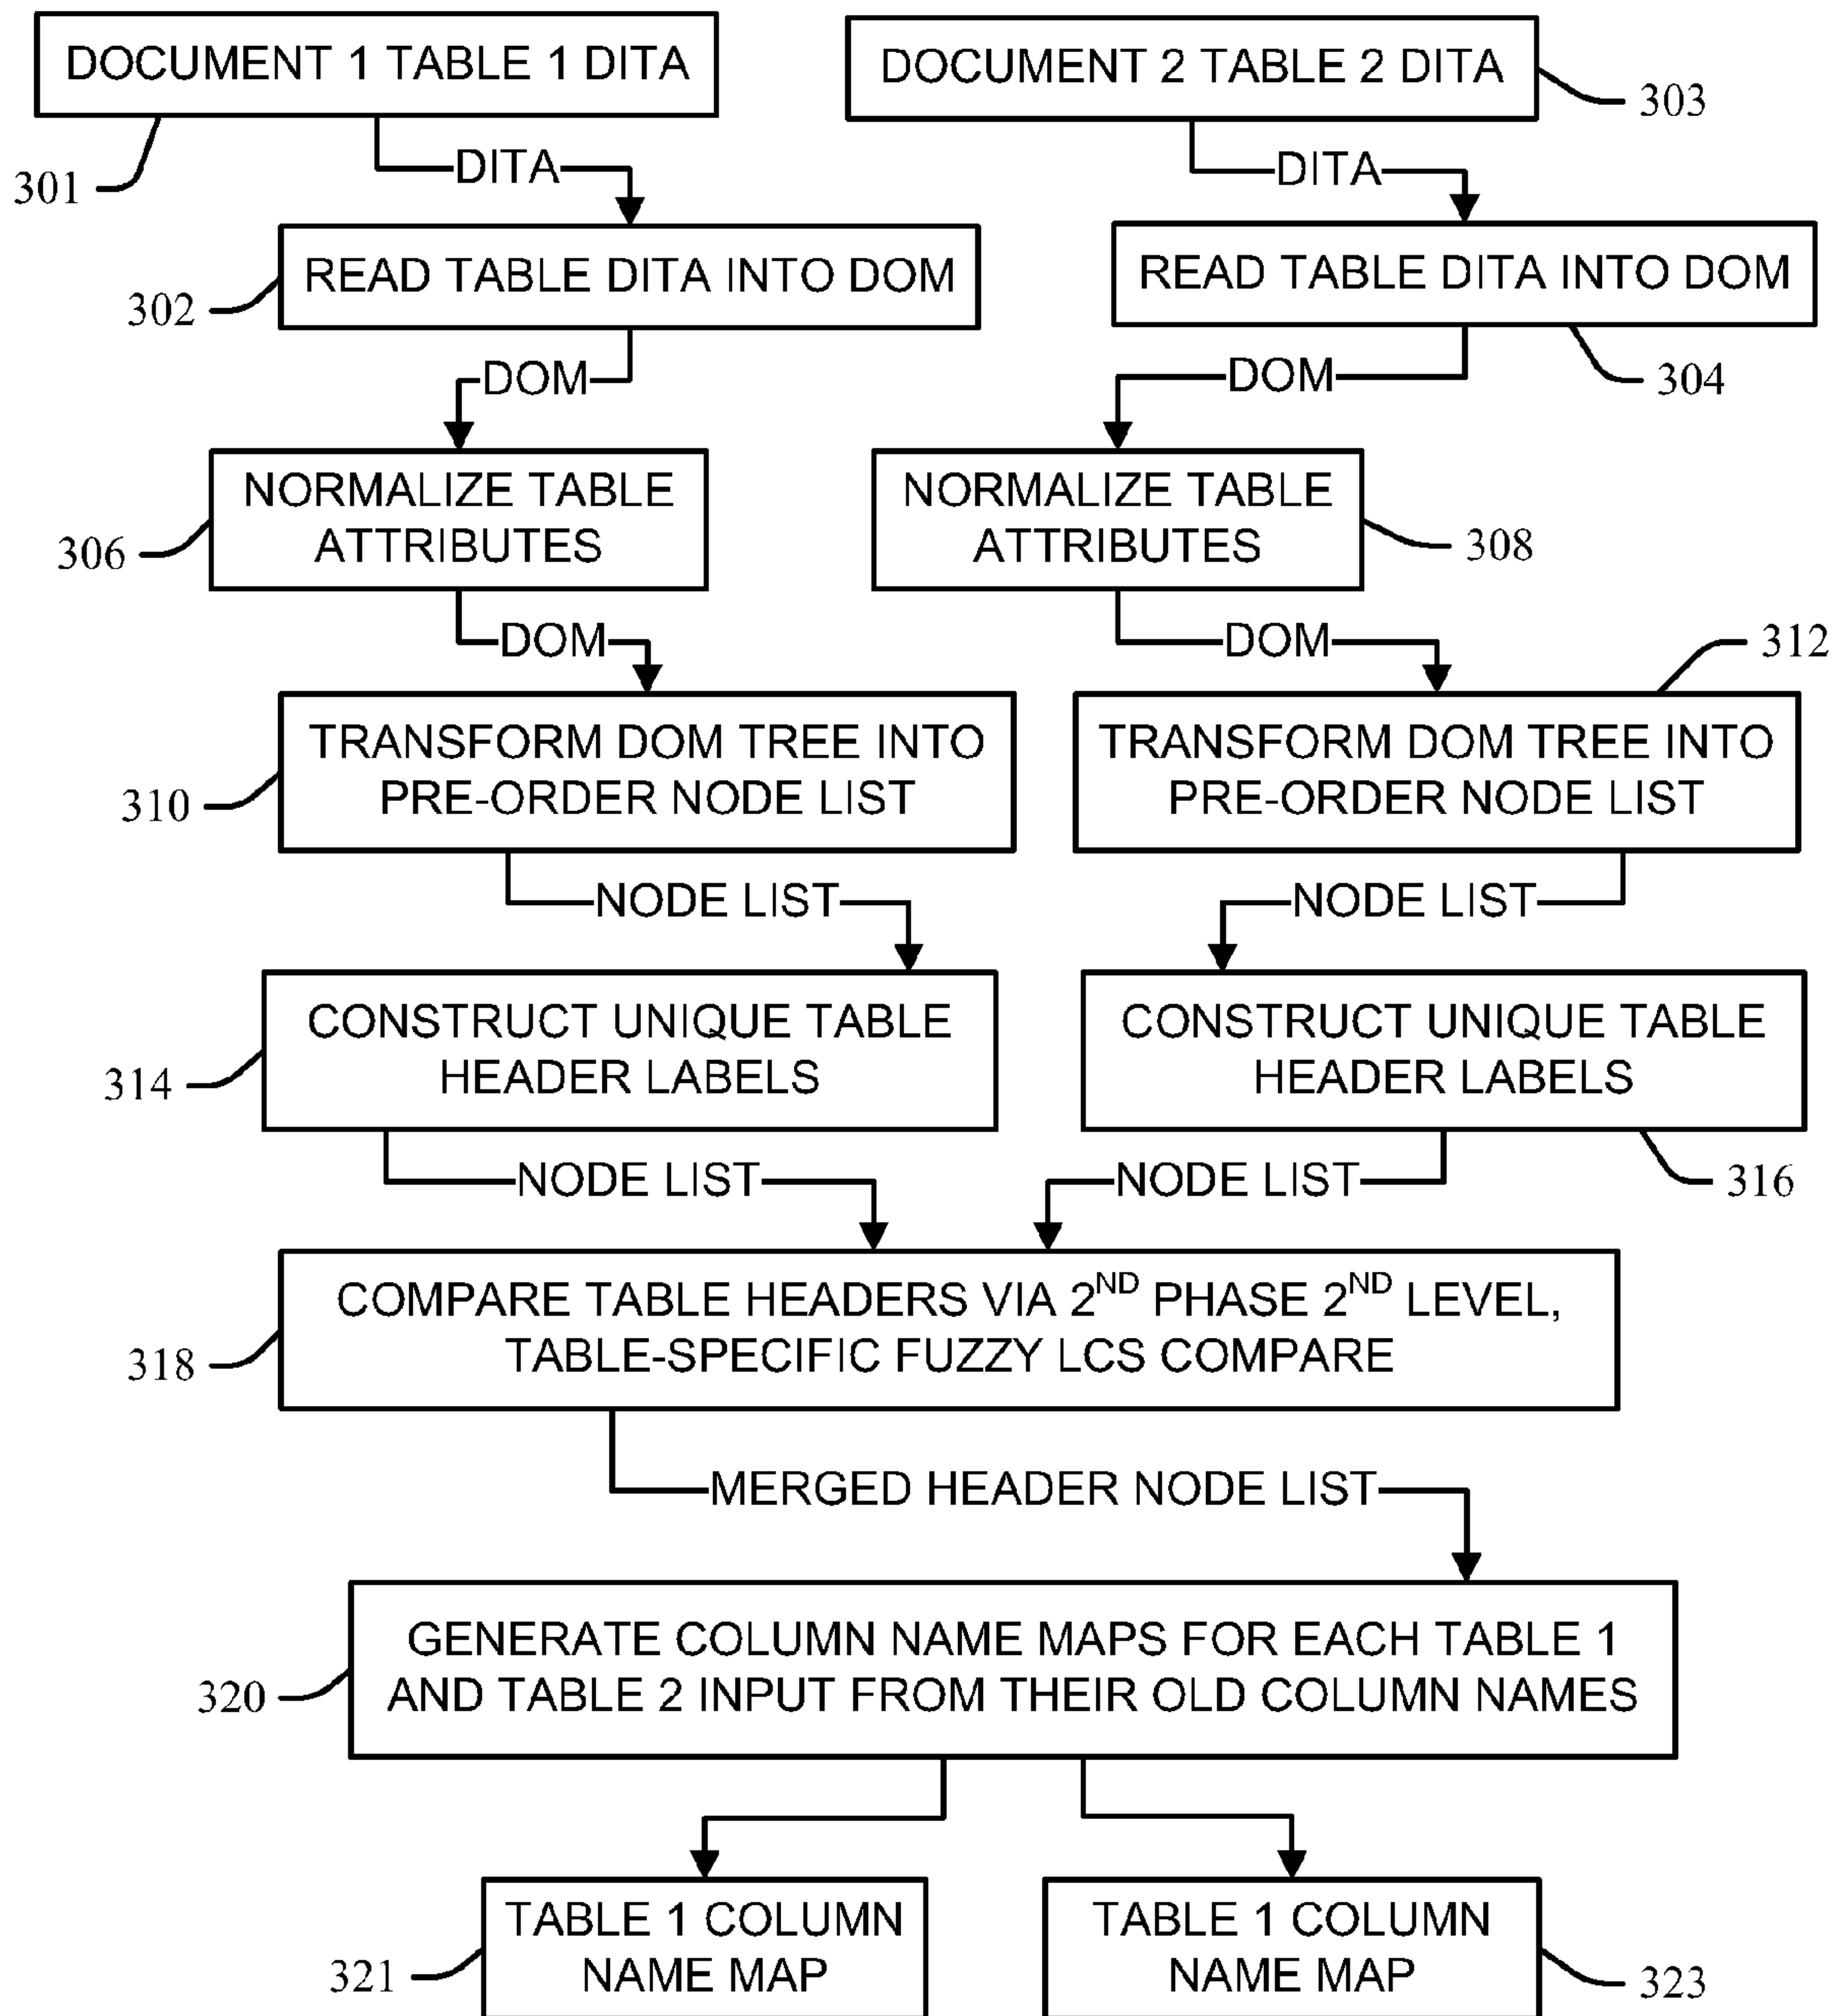 DOCUMENT 1 TABLE 1 DITA
DOCUMENT 2 TABLE 2 DITA
303
301
DITA
DITA
READ TABLE DITA INTO DOM
READ TABLE DITA INTO DOM
302
304
DOM
DOM
NORMALIZE TABLE
ATTRIBUTES
306
NORMALIZE TABLE
ATTRIBUTES
308
DOM
DOM
312
TRANSFORM DOM TREE INTO
PRE-ORDER NODE LIST
310
TRANSFORM DOM TREE INTO
PRE-ORDER NODE LIST
NODE LIST
NODE LIST
CONSTRUCT UNIQUE TABLE
HEADER LABELS
314
CONSTRUCT UNIQUE TABLE
HEADER LABELS
316
NODE LIST
NODE LIST
COMPARE TABLE HEADERS VIA 2ND PHASE 2ND LEVEL,
TABLE-SPECIFIC FUZZY LCS COMPARE
318
MERGED HEADER NODE LIST
GENERATE COLUMN NAME MAPS FOR EACH TABLE 1
AND TABLE 2 INPUT FROM THEIR OLD COLUMN NAMES
320
TABLE 1 COLUMN
NAME MAP
321
TABLE 1 COLUMN
NAME MAP
323